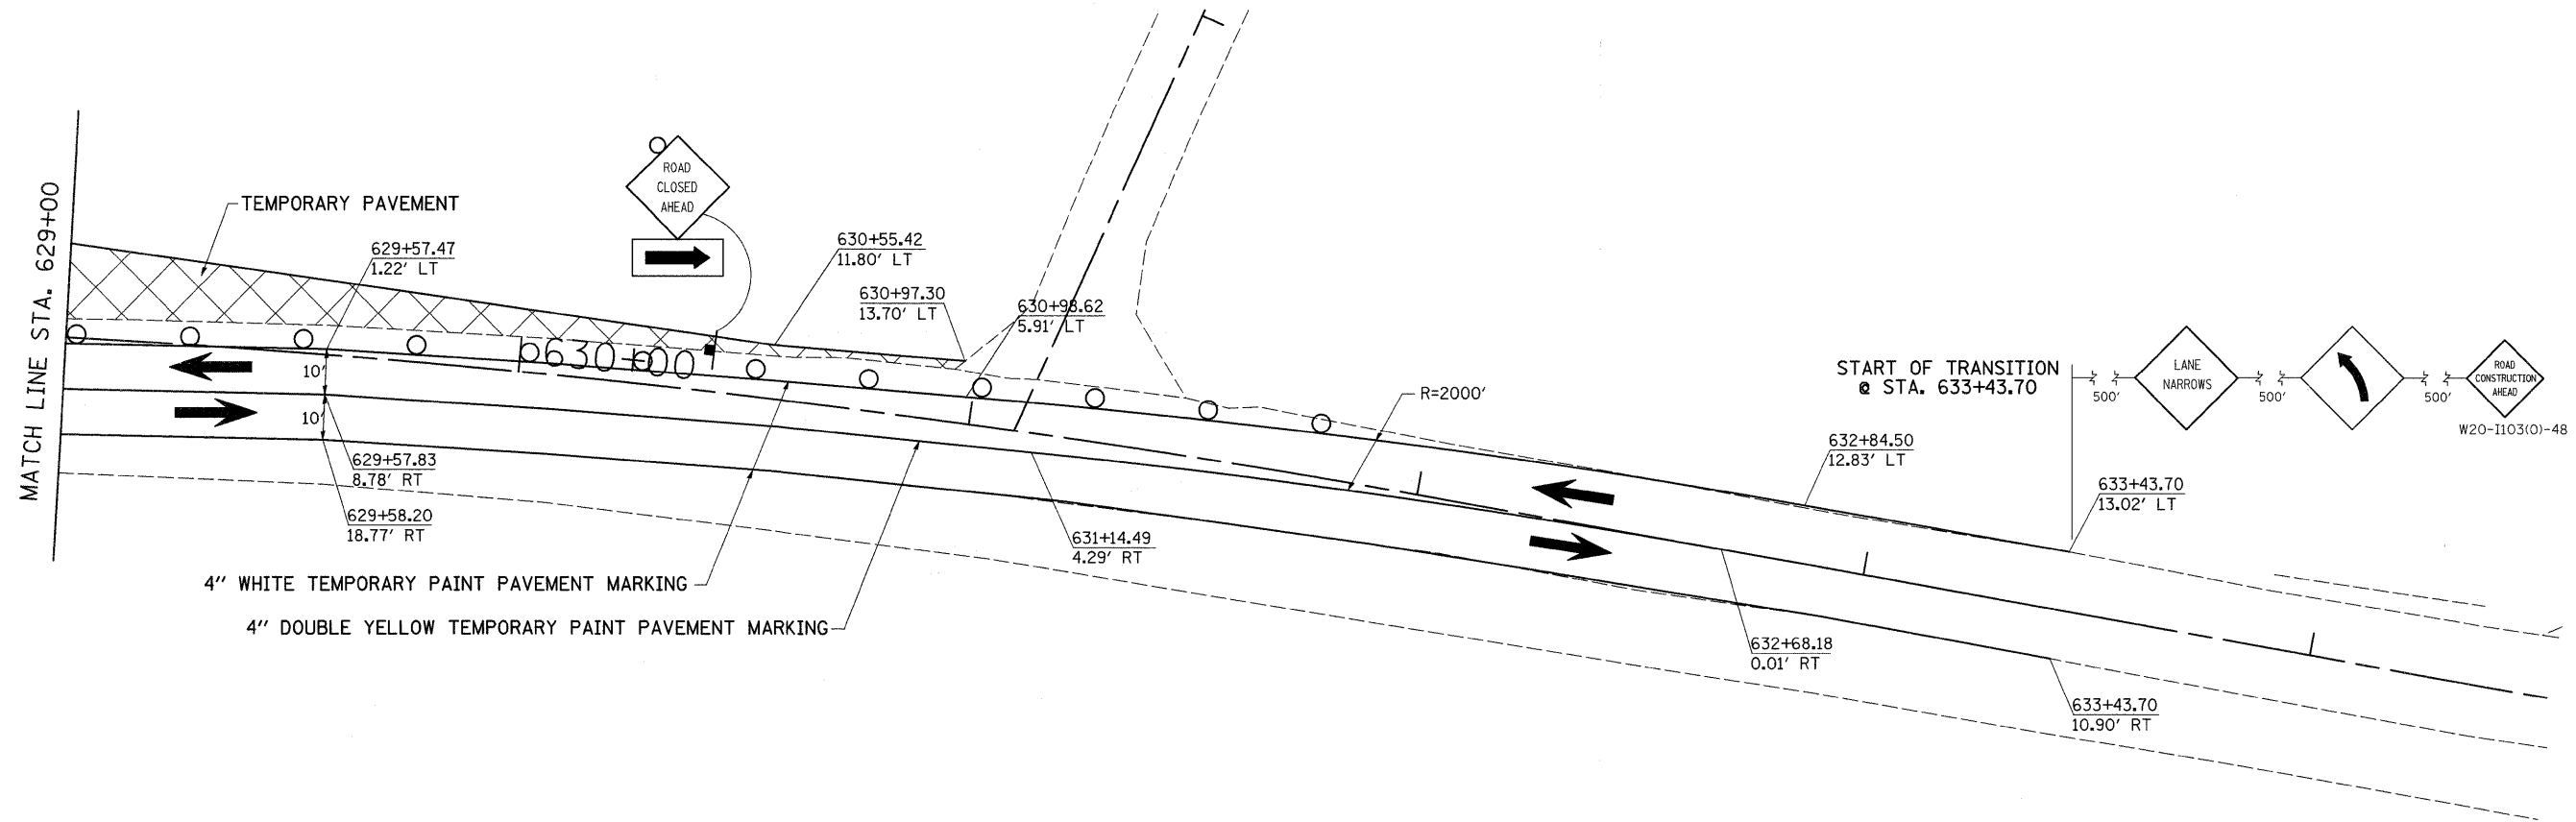 MATCH LINE STA. 629+00
TEMPORARY PAVEMENT
629+57.47
1.22' LT
ROAD
CLOSED
AHEAD
630+55.42
11.80' LT
630+97.30
13.70' LT
630+98.62
5.91' LT
630+00
10'
10'
629+57.83
8.78' RT
629+58.20
18.77' RT
4" WHITE TEMPORARY PAINT PAVEMENT MARKING
4" DOUBLE YELLOW TEMPORARY PAINT PAVEMENT MARKING
631+14.49
4.29' RT
R=2000'
632+84.50
12.83' LT
START OF TRANSITION
@ STA. 633+43.70
500'
LANE
NARROWS
500'
500'
ROAD
CONSTRUCTION
AHEAD
W20-I103(O)-48
633+43.70
13.02' LT
632+68.18
0.01' RT
633+43.70
10.90' RT